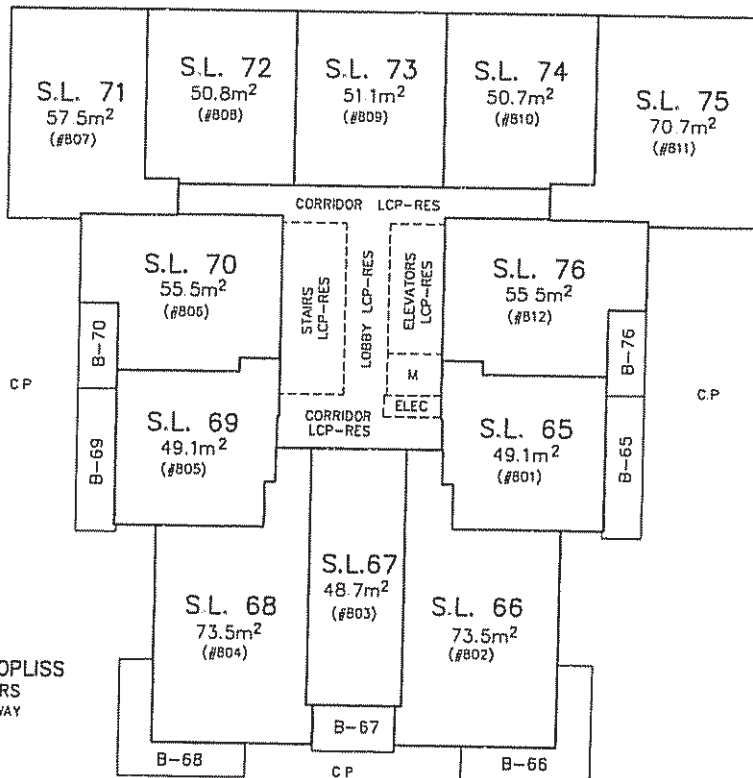 S.L. 71
57.5m²
(#807)
S.L. 72
50.8m²
(#808)
S.L. 73
51.1m²
(#809)
S.L. 74
50.7m²
(#810)
S.L. 75
70.7m²
(#811)
CORRIDOR LCP-RES
S.L. 70
55.5m²
(#806)
STAIRS
LCP-RES
LOBBY LCP-RES
ELEVATORS
LCP-RES
S.L. 76
55.5m²
(#812)
B-70
B-76
CP
C.P
M
ELEC
CORRIDOR
LCP-RES
S.L. 69
49.1m²
(#805)
S.L. 65
49.1m²
(#801)
B-69
B-65
S.L.67
48.7m²
(#803)
S.L. 68
73.5m²
(#804)
S.L. 66
73.5m²
(#802)
OPLISS
RS
WAY
B-67
B-68
B-66
CP